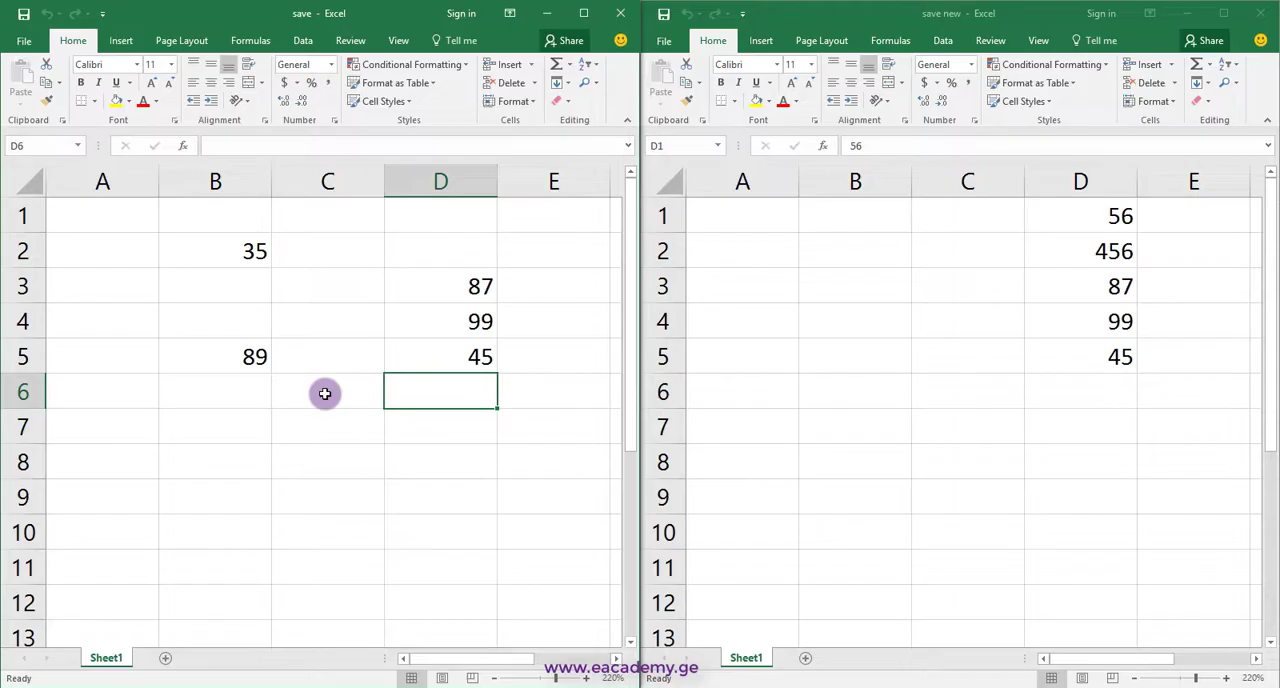 save - Excel
Sign in
File Home Insert Page Layout Formulas Data Review View Tell me Share
Paste
Calibri 11
General
Conditional Formatting
Insert
B I U
$ % ,
Format as Table
Delete
Cell Styles
Format
Clipboard Font Alignment Number Styles Cells Editing
D6 fx
A B C D E
1
2 35
3 87
4 99
5 89 45
6
7
8
9
10
11
12
13
Sheet1
Ready
220%
save new - Excel
Sign in
File Home Insert Page Layout Formulas Data Review View Tell me Share
Paste
Calibri 11
General
Conditional Formatting
Insert
B I U
$ % ,
Format as Table
Delete
Cell Styles
Format
Clipboard Font Alignment Number Styles Cells Editing
D1 fx 56
A B C D E
1 56
2 456
3 87
4 99
5 45
6
7
8
9
10
11
12
13
Sheet1
Ready
220%
www.eacademy.ge